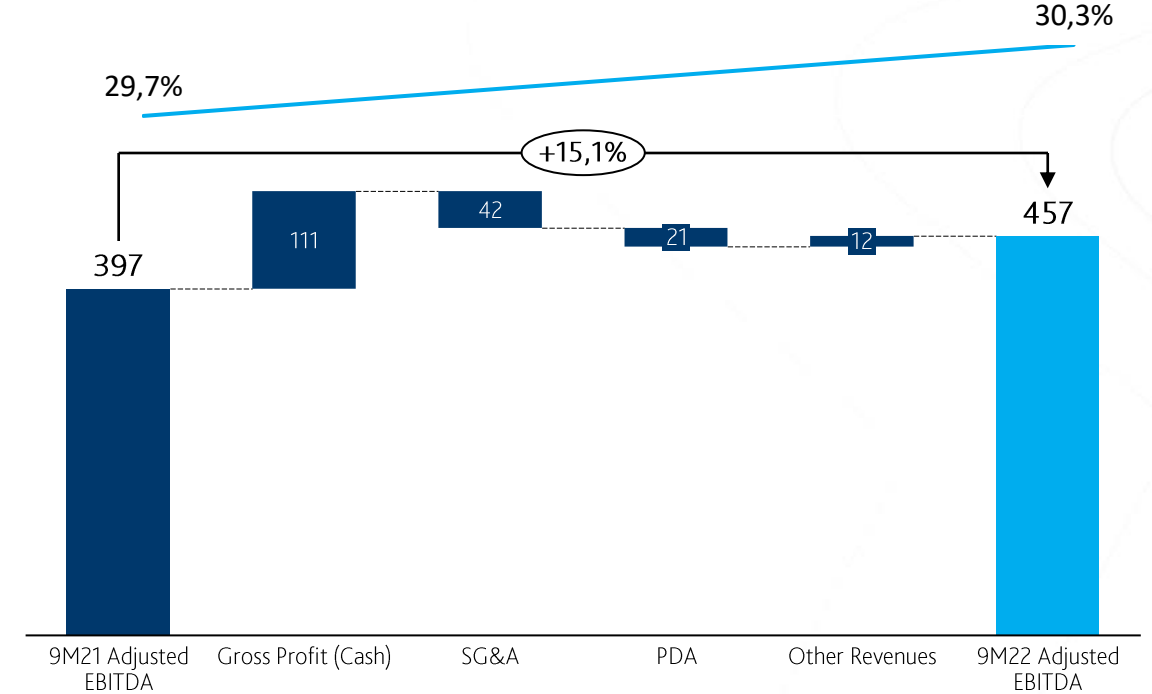 30,3%
29,7%
+15,1%
457
397
111
42
21
12
9M21 Adjusted
EBITDA
Gross Profit (Cash)
SG&A
PDA
Other Revenues
9M22 Adjusted
EBITDA